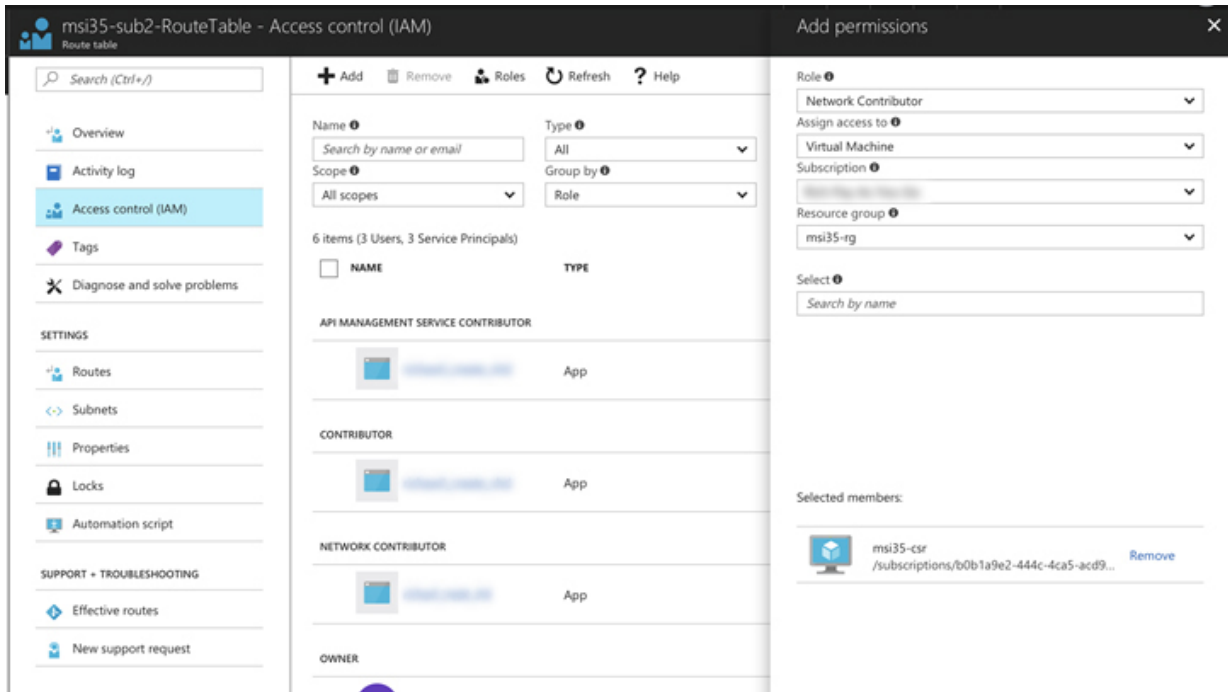 msi35-sub2-RouteTable - Access control (IAM)
Route table
Search (Ctrl+/)
Overview
Activity log
Access control (IAM)
Tags
Diagnose and solve problems
SETTINGS
Routes
Subnets
Properties
Locks
Automation script
SUPPORT + TROUBLESHOOTING
Effective routes
New support request
Add Remove Roles Refresh ? Help
Name Type
Search by name or email All
Scope Group by
All scopes Role
6 items (3 Users, 3 Service Principals)
NAME TYPE
API MANAGEMENT SERVICE CONTRIBUTOR
App
CONTRIBUTOR
App
NETWORK CONTRIBUTOR
App
OWNER
Add permissions
Role
Network Contributor
Assign access to
Virtual Machine
Subscription
Resource group
msi35-rg
Select
Search by name
Selected members:
msi35-csr
/subscriptions/b0b1a9e2-444c-4ca5-acd9...
Remove